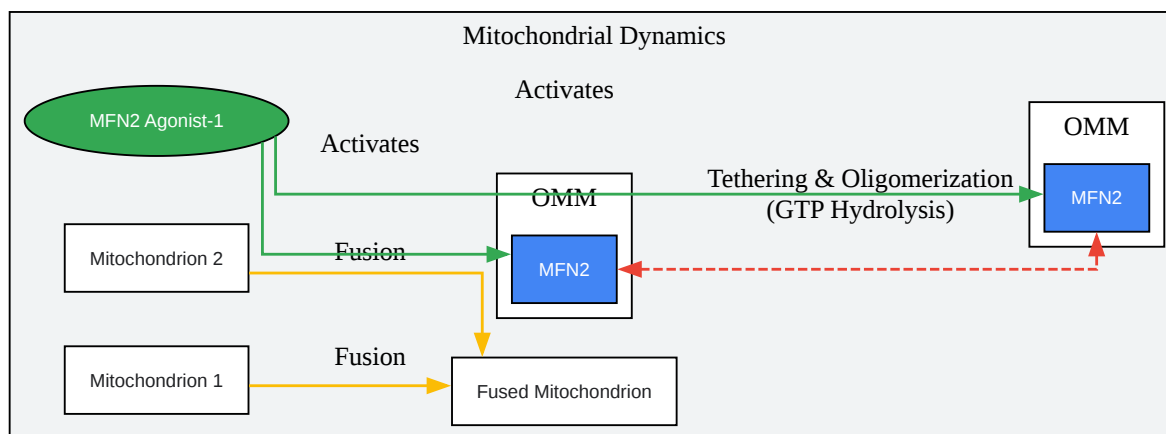 Mitochondrial Dynamics
Activates
MFN2 Agonist-1
OMM
Activates
Tethering & Oligomerization
(GTP Hydrolysis)
MFN2
OMM
Mitochondrion 2
Fusion
MFN2
Mitochondrion 1
Fusion
Fused Mitochondrion